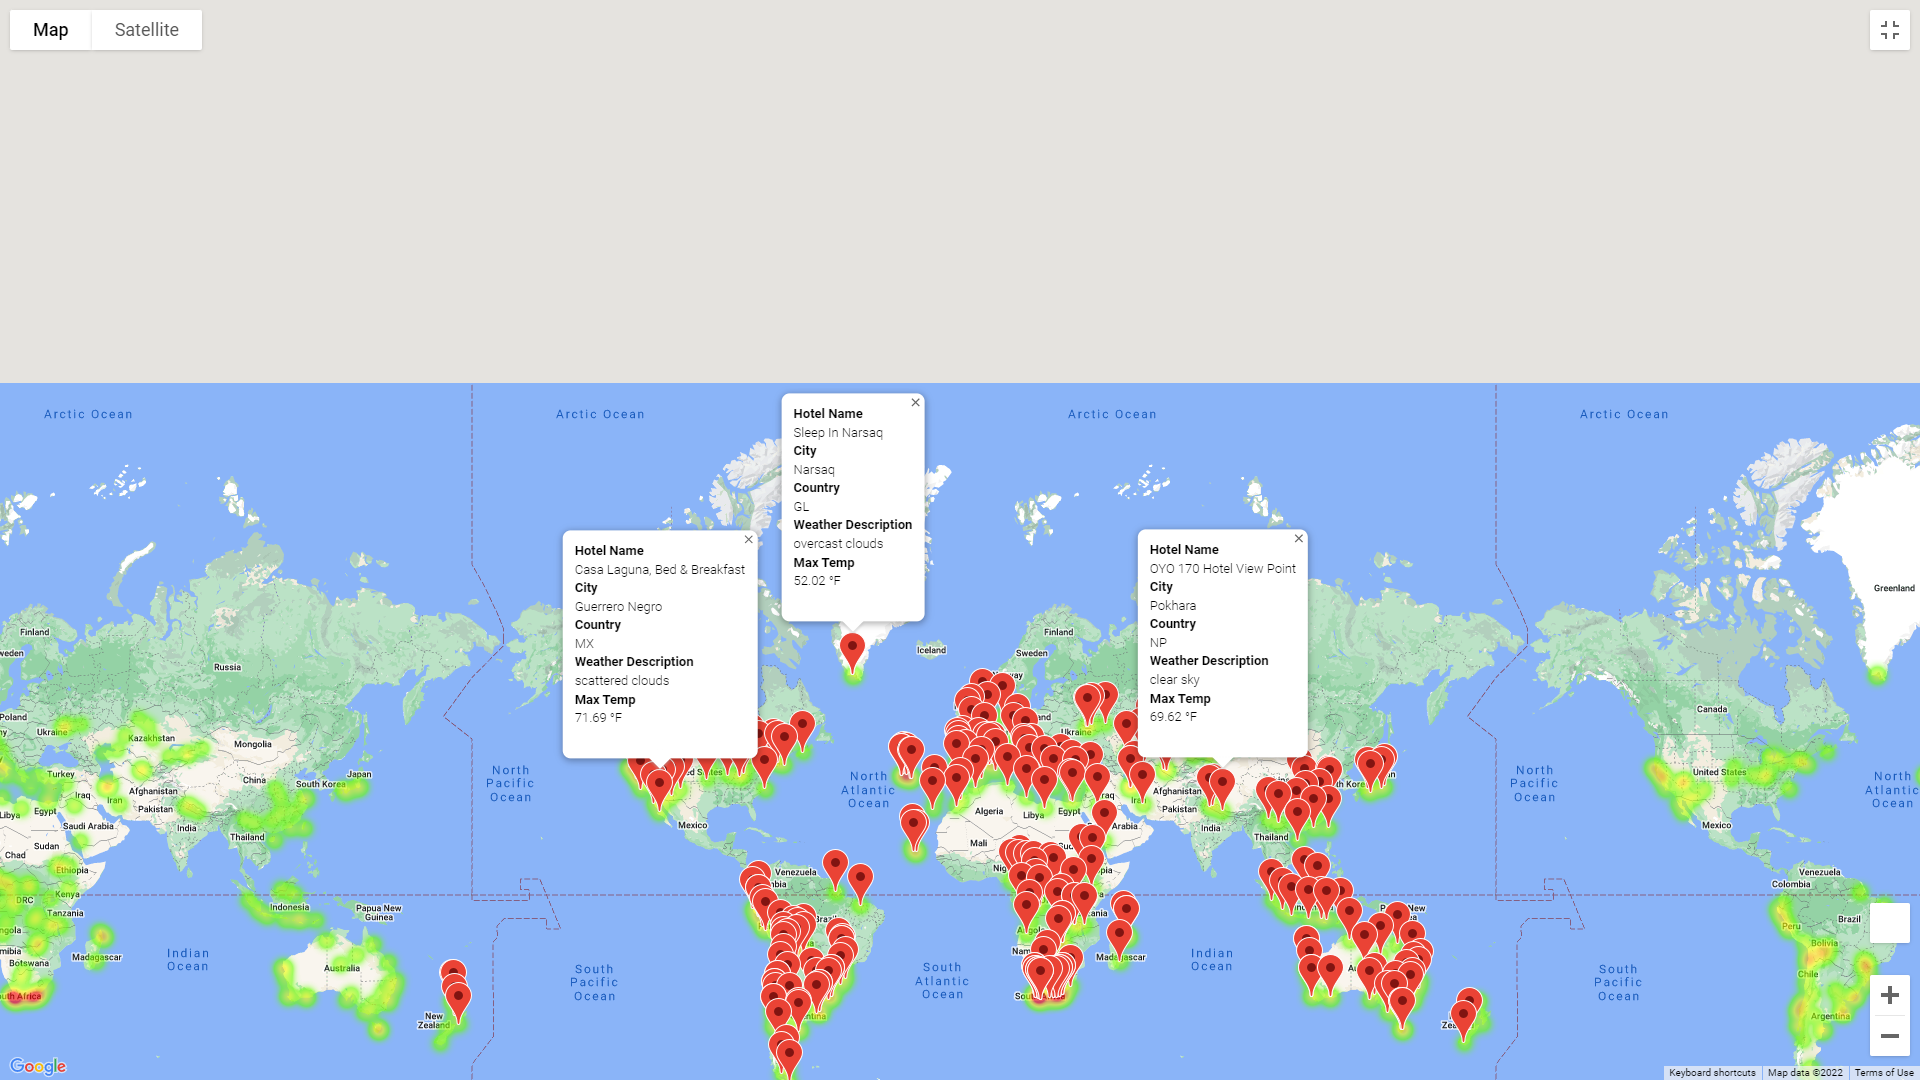 Map
Satellite
Arctic Ocean
Arctic Ocean
Arctic Ocean
Arctic Ocean
×
Hotel Name
Sleep In Narsaq
City
Narsaq
Country
GL
Weather Description
overcast clouds
Max Temp
52.02 °F
×
Hotel Name
Casa Laguna, Bed & Breakfast
City
Guerrero Negro
Country
MX
Weather Description
scattered clouds
Max Temp
71.69 °F
×
Hotel Name
OYO 170 Hotel View Point
City
Pokhara
Country
NP
Weather Description
clear sky
Max Temp
69.62 °F
Greenland
Finland
Russia
Iceland
Finland
Sweden
Poland
Ukraine
Kazakhstan
Mongolia
Ukraine
Canada
Turkey
China
Japan
South Korea
Iraq
Iran
Afghanistan
Pakistan
Libya
Egypt
Saudi Arabia
India
Thailand
Chad
Sudan
Ethiopia
Kenya
DRC
Tanzania
Indonesia
Papua New
Guinea
Botswana
Madagascar
Indian
Ocean
Australia
New
Zealand
North
Pacific
Ocean
South
Pacific
Ocean
Mexico
Venezuela
North
Atlantic
Ocean
South
Atlantic
Ocean
Algeria
Libya
Egypt
Mali
Afghanistan
Pakistan
India
Thailand
Madagascar
Indian
Ocean
North
Pacific
Ocean
South
Pacific
Ocean
United States
Mexico
North
Atlantic
Ocean
Venezuela
Colombia
Brazil
Peru
Bolivia
Chile
Argentina
Google
Keyboard shortcuts
Map data ©2022
Terms of Use